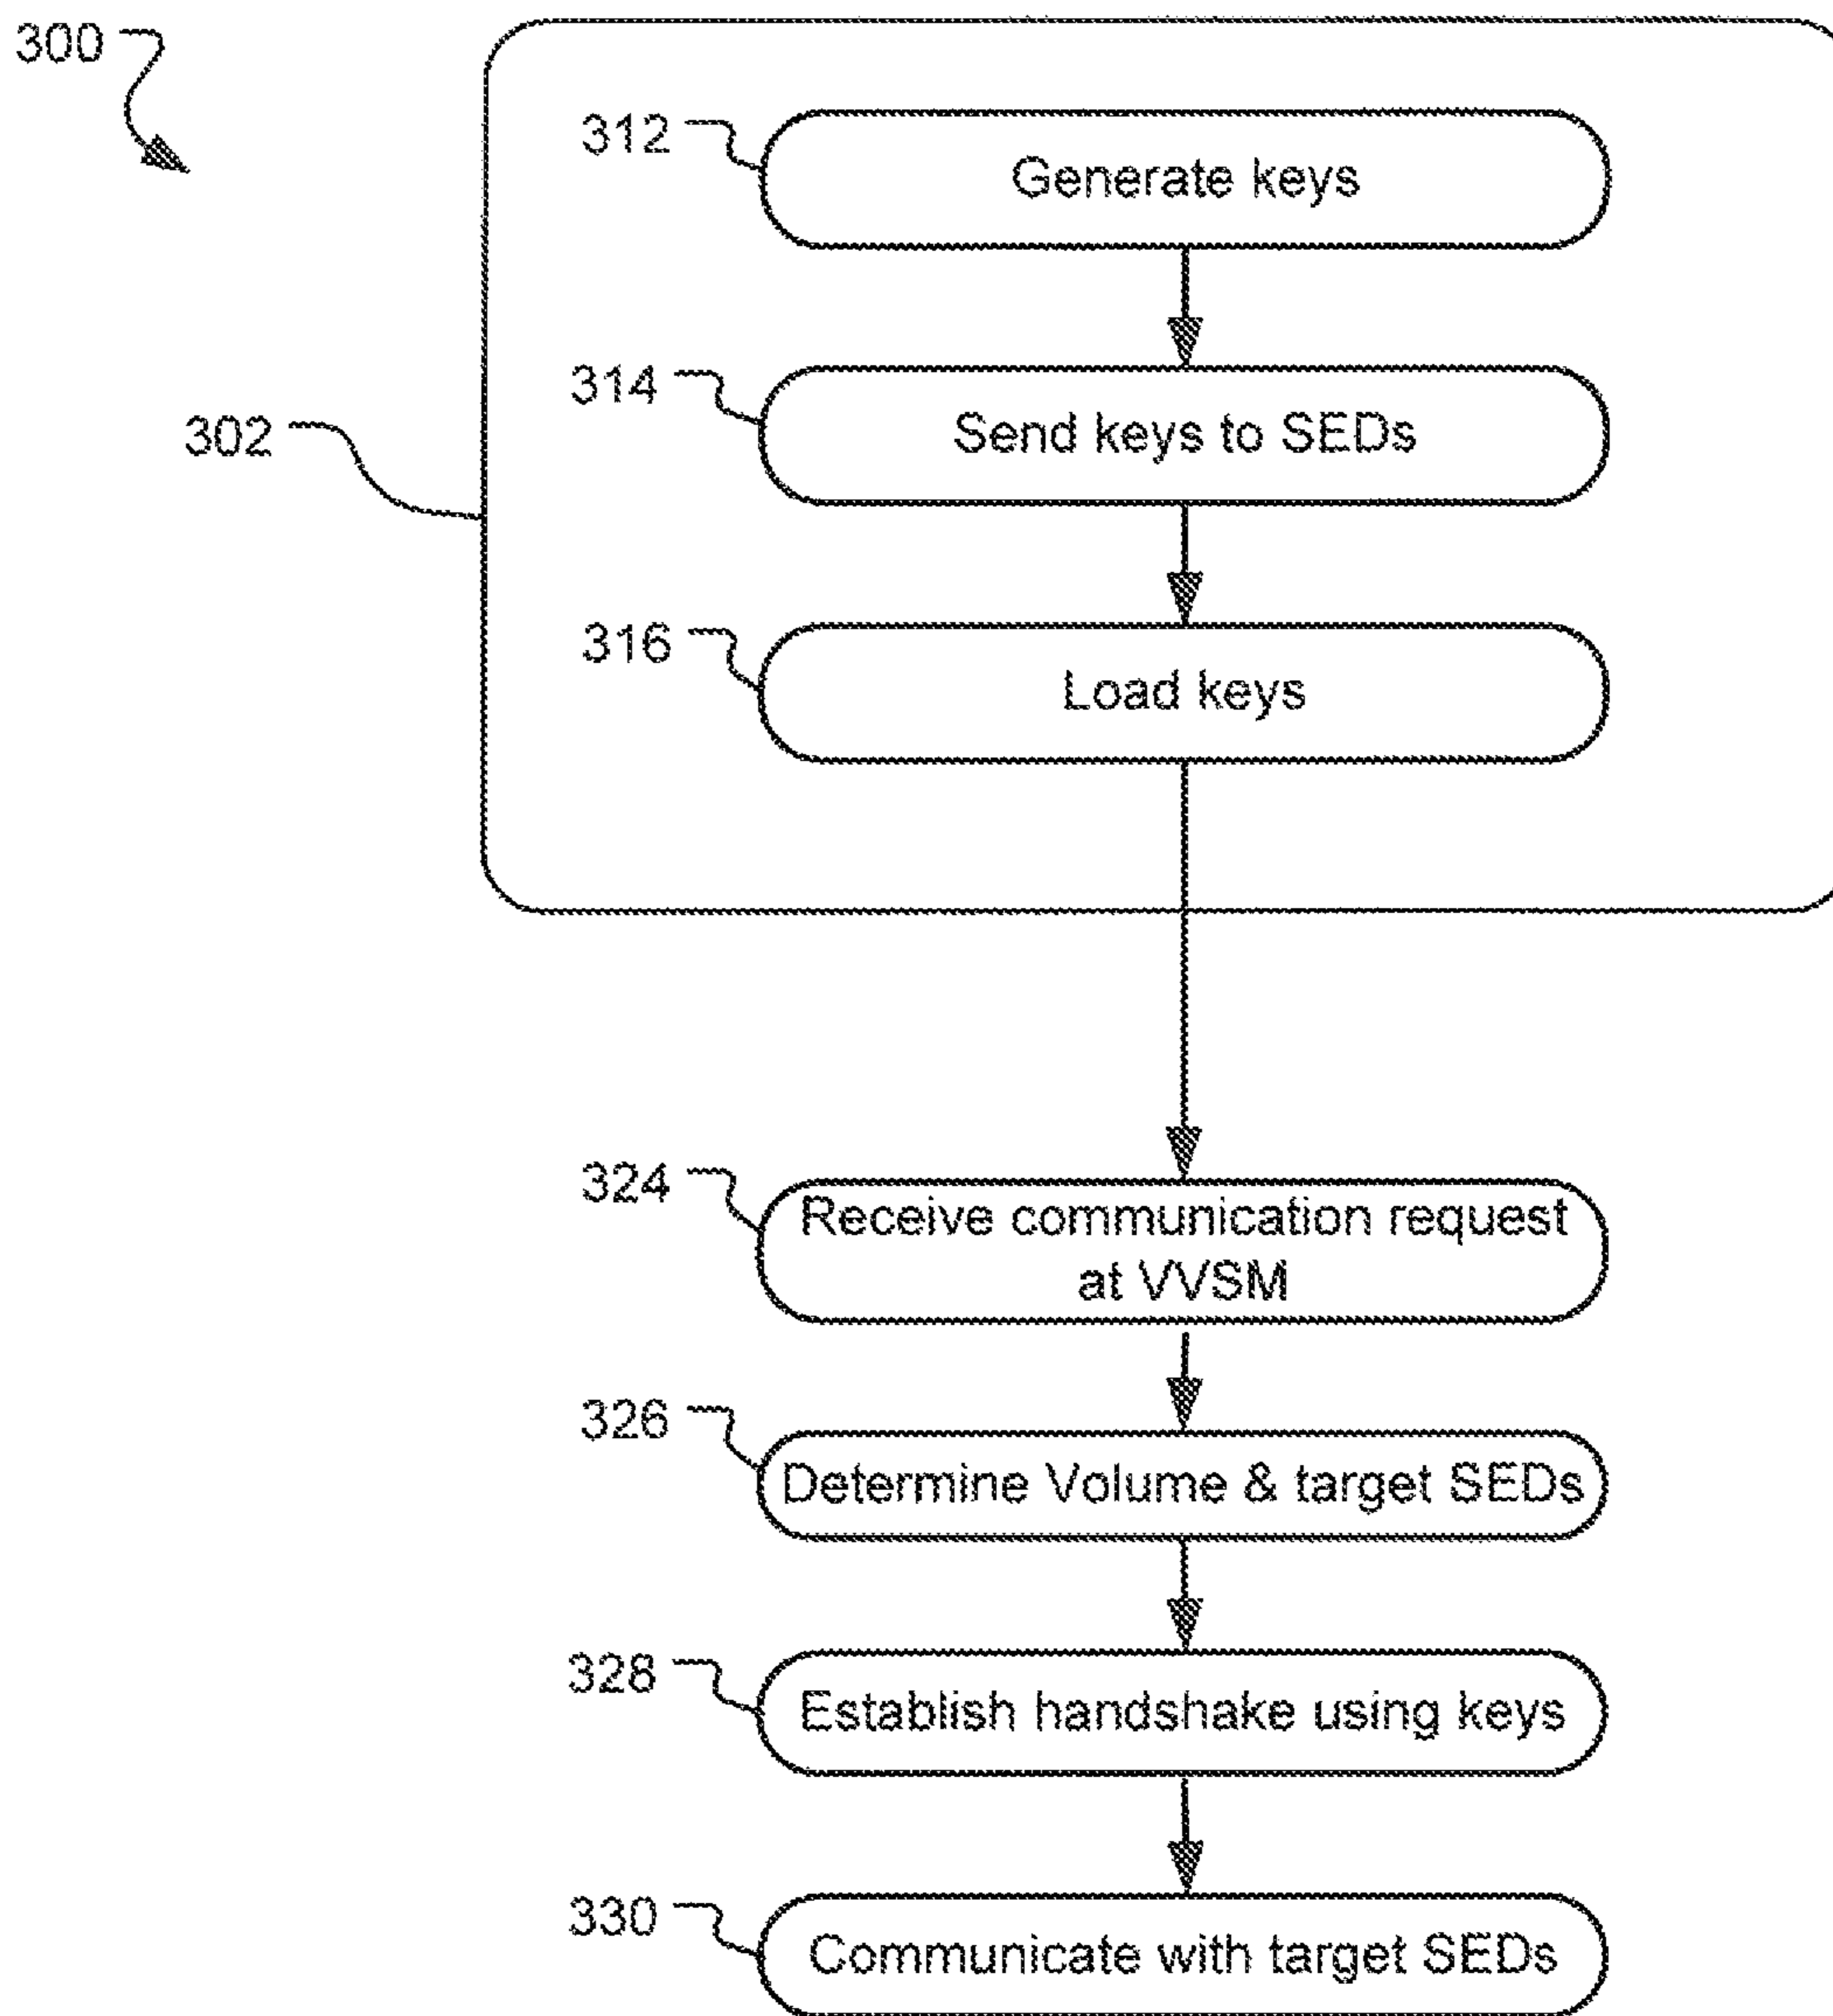 300
312
Generate keys
314
Send keys to SEDs
302
316
Load keys
324
Receive communication request
at VVSM
326
Determine Volume & target SEDs
328
Establish handshake using keys
330
Communicate with target SEDs